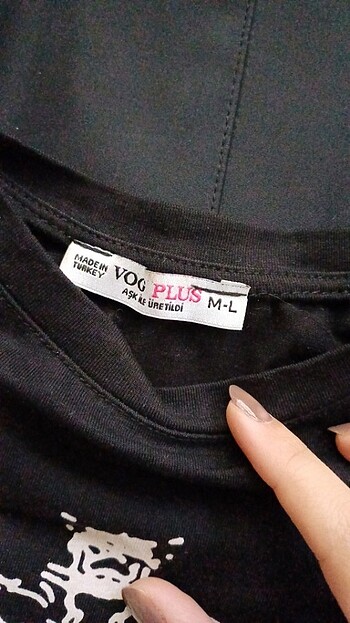 MADE IN
TURKEY
VOG PLUS
AŞK İLE ÜRETİLDİ
M-L